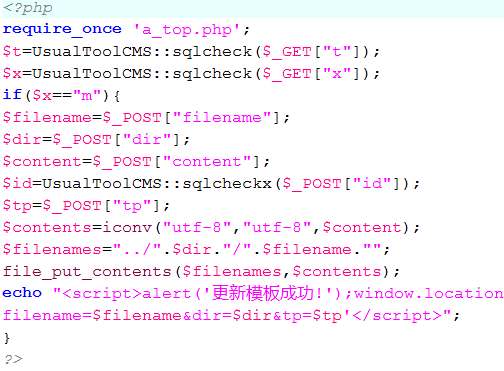 <?php
require_once 'a_top.php';
$t=UsualToolCMS::sqlcheck($_GET["t"]);
$x=UsualToolCMS::sqlcheck($_GET["x"]);
if($x=="m"){
$filename=$_POST["filename"];
$dir=$_POST["dir"];
$content=$_POST["content"];
$id=UsualToolCMS::sqlcheckx($_POST["id"]);
$tp=$_POST["tp"];
$contents=iconv("utf-8","utf-8",$content);
$filenames="../".$dir."/".$filename."";
file_put_contents($filenames,$contents);
echo "<script>alert('更新模板成功!');window.location
filename=$filename&dir=$dir&tp=$tp'</script>";
}
?>